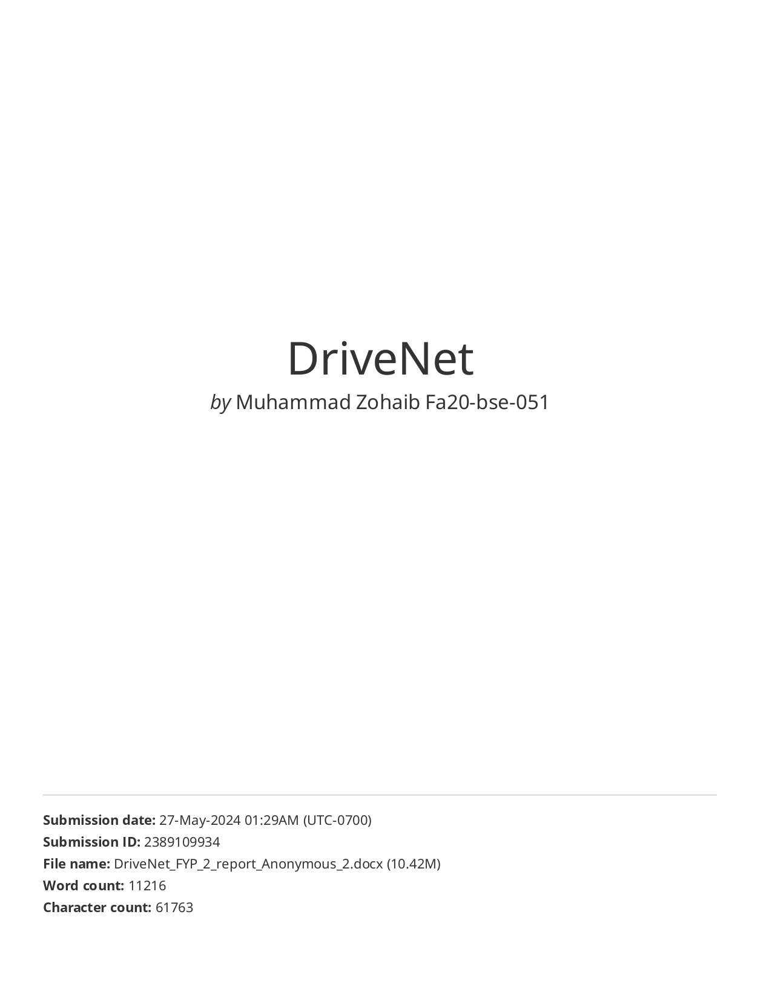 DriveNet
by Muhammad Zohaib Fa20-bse-051
Submission date: 27-May-2024 01:29AM (UTC-0700)
Submission ID: 2389109934
File name: DriveNet_FYP_2_report_Anonymous_2.docx (10.42M)
Word count: 11216
Character count: 61763